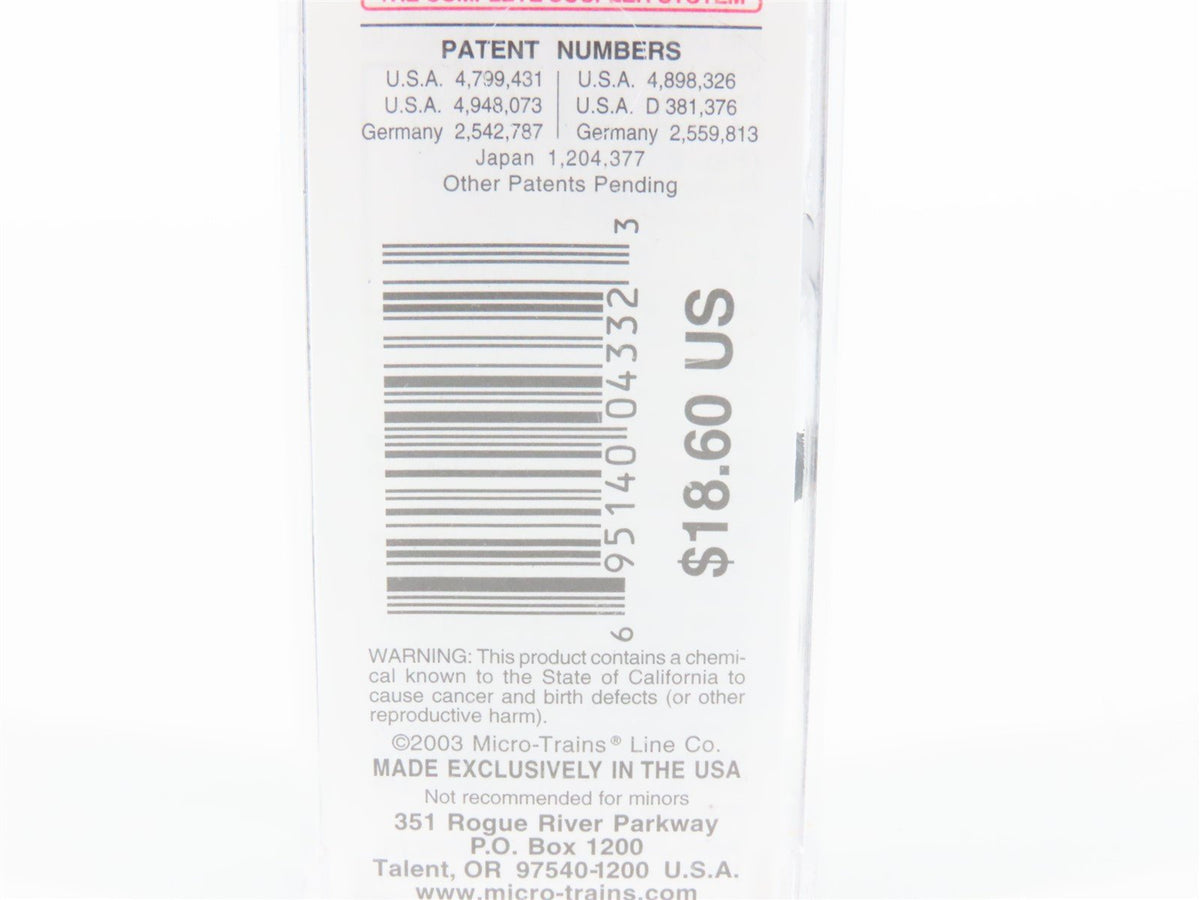 THE COMPLETE COUPLER SYSTEM
PATENT NUMBERS
U.S.A. 4,799,431 U.S.A. 4,898,326
U.S.A. 4,948,073 U.S.A. D 381,376
Germany 2,542,787 Germany 2,559,813
Japan 1,204,377
Other Patents Pending
6 95140 04332 3
$18.60 US
WARNING: This product contains a chemi-
cal known to the State of California to
cause cancer and birth defects (or other
reproductive harm).
©2003 Micro-Trains® Line Co.
MADE EXCLUSIVELY IN THE USA
Not recommended for minors
351 Rogue River Parkway
P.O. Box 1200
Talent, OR 97540-1200 U.S.A.
www.micro-trains.com